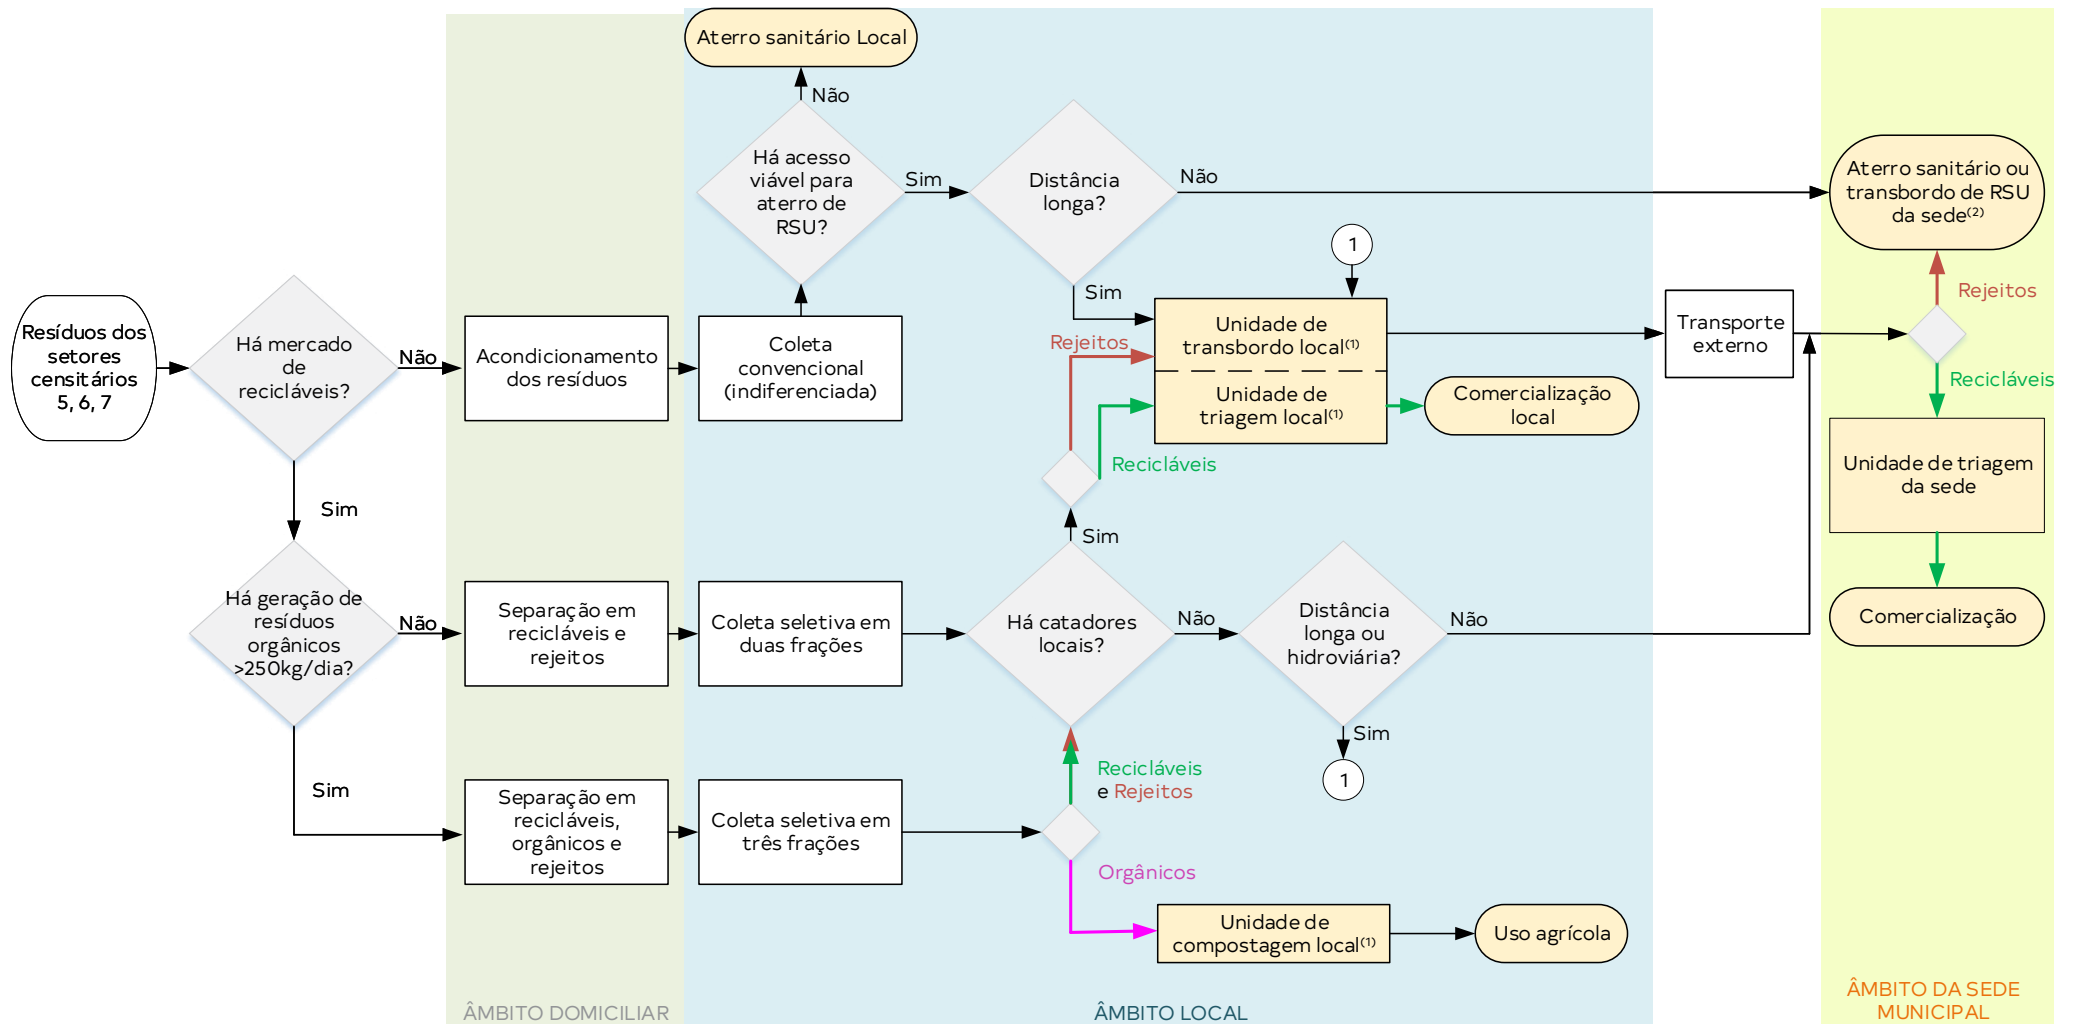 Aterro sanitário Local
Não
Há acesso
viável para
aterro de
RSU?
Sim
Distância
longa?
Não
Aterro sanitário ou
transbordo de RSU
da sede⁽²⁾
1
Sim
Resíduos dos
setores
censitários
5, 6, 7
Há mercado
de
recicláveis?
Não
Acondicionamento
dos resíduos
Coleta
convencional
(indiferenciada)
Rejeitos
Unidade de
transbordo local⁽¹⁾
Unidade de
triagem local⁽¹⁾
Comercialização
local
Transporte
externo
Rejeitos
Recicláveis
Recicláveis
Unidade de triagem
da sede
Comercialização
Sim
Sim
Há geração de
resíduos
orgânicos
>250kg/dia?
Não
Separação em
recicláveis e
rejeitos
Coleta seletiva em
duas frações
Há catadores
locais?
Não
Distância
longa ou
hidroviária?
Não
Sim
1
Sim
Separação em
recicláveis,
orgânicos e
rejeitos
Coleta seletiva em
três frações
Recicláveis
e Rejeitos
Orgânicos
Unidade de
compostagem local⁽¹⁾
Uso agrícola
ÂMBITO DOMICILIAR
ÂMBITO LOCAL
ÂMBITO DA SEDE
MUNICIPAL